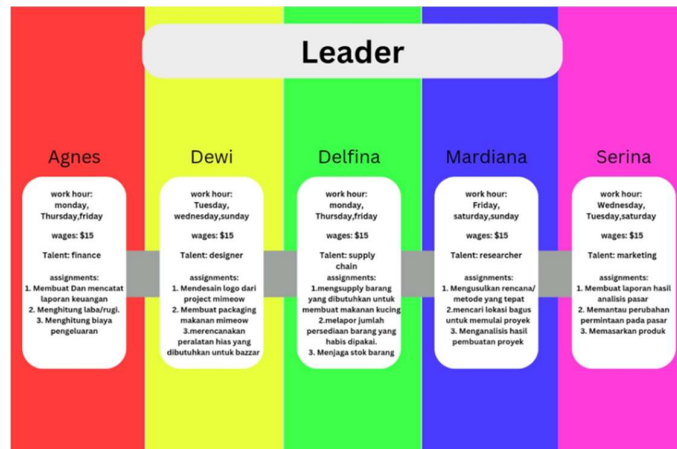 Leader
Agnes
work hour:
monday,
Thursday,friday
wages: $15
Talent: finance
assignments:
1. Membuat Dan mencatat
laporan keuangan
2. Menghitung laba/rugi.
3. Menghitung biaya
pengeluaran
Dewi
work hour:
Tuesday,
wednesday,sunday
wages: $15
Talent: designer
assignments:
1. Mendesain logo dari
project mimeow
2. Membuat packaging
makanan mimeow
3.merencanakan
peralatan hias yang
dibutuhkan untuk bazzar
Delfina
work hour:
monday,
Thursday,friday
wages: $15
Talent: supply
chain
assignments:
1.mengsupply barang
yang dibutuhkan untuk
membuat makanan kucing
2.melapor jumlah
persediaan barang yang
habis dipakai.
3. Menjaga stok barang
Mardiana
work hour:
Friday,
saturday,sunday
wages: $15
Talent: researcher
assignments:
1. Mengusulkan rencana/
metode yang tepat
2.mencari lokasi bagus
untuk memulai proyek
3. Menganalisis hasil
pembuatan proyek
Serina
work hour:
Wednesday,
Tuesday,saturday
wages: $15
Talent: marketing
assignments:
1. Membuat laporan hasil
analisis pasar
2. Memantau perubahan
permintaan pada pasar
3. Memasarkan produk